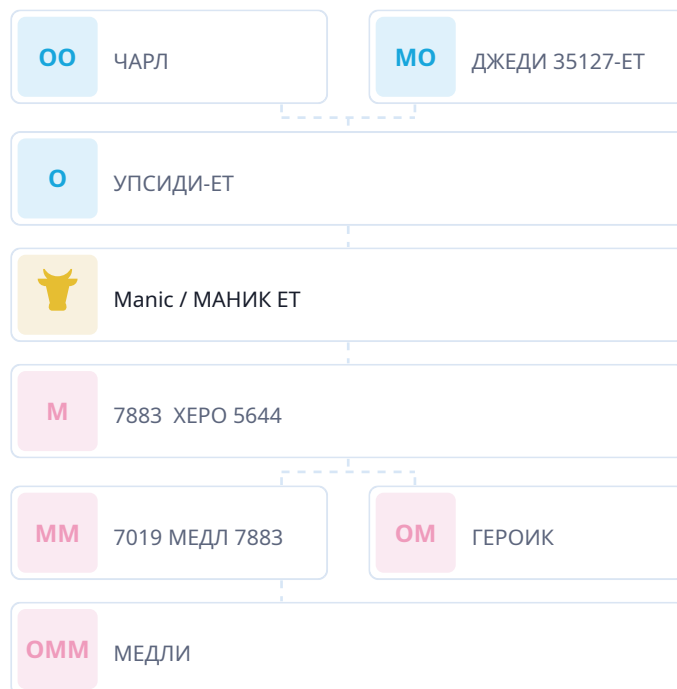 ОО ЧАРЛ
МО ДЖЕДИ 35127-ЕТ
О УПСИДИ-ЕТ
Manic / МАНИК ЕТ
М 7883 ХЕРО 5644
ММ 7019 МЕДЛ 7883
ОМ ГЕРОИК
ОММ МЕДЛИ